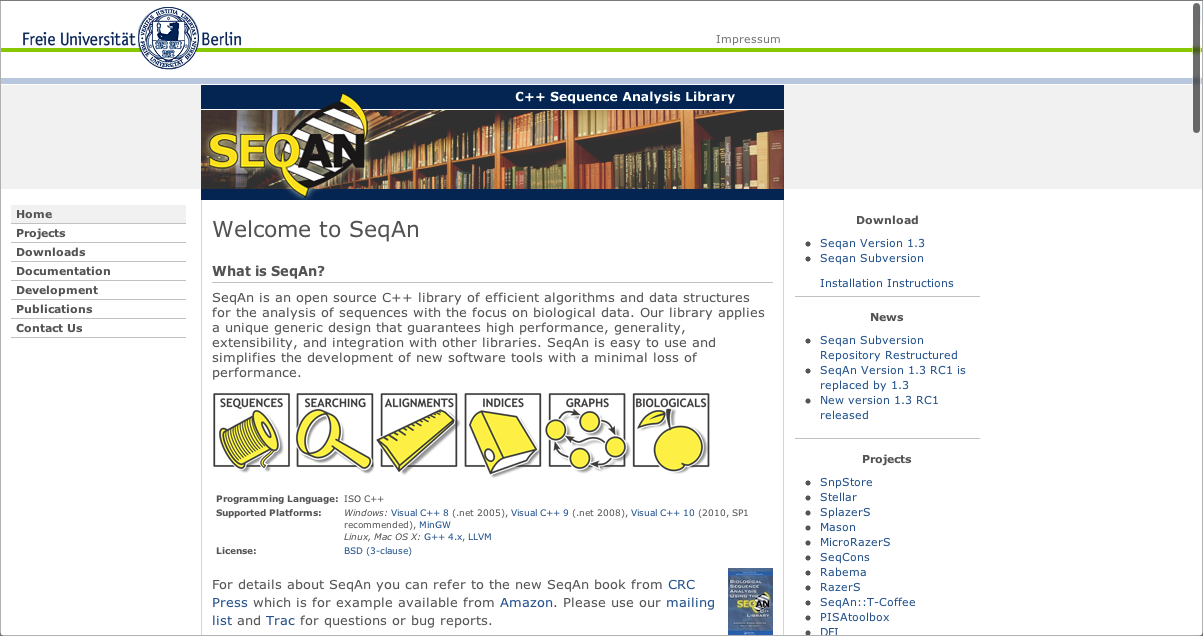 Freie Universität Berlin
Impressum
C++ Sequence Analysis Library
SEQAN
Home
Projects
Downloads
Documentation
Development
Publications
Contact Us
Welcome to SeqAn
What is SeqAn?
SeqAn is an open source C++ library of efficient algorithms and data structures
for the analysis of sequences with the focus on biological data. Our library applies
a unique generic design that guarantees high performance, generality,
extensibility, and integration with other libraries. SeqAn is easy to use and
simplifies the development of new software tools with a minimal loss of
performance.
SEQUENCES SEARCHING ALIGNMENTS INDICES GRAPHS BIOLOGICALS
Programming Language: ISO C++
Supported Platforms: Windows: Visual C++ 8 (.net 2005), Visual C++ 9 (.net 2008), Visual C++ 10 (2010, SP1
recommended), MinGW
Linux, Mac OS X: G++ 4.x, LLVM
License: BSD (3-clause)
For details about SeqAn you can refer to the new SeqAn book from CRC
Press which is for example available from Amazon. Please use our mailing
list and Trac for questions or bug reports.
BIOLOGICAL
SEQUENCE
ANALYSIS
SEQAN
LIBRARY
Download
Seqan Version 1.3
Seqan Subversion
Installation Instructions
News
Seqan Subversion
Repository Restructured
SeqAn Version 1.3 RC1 is
replaced by 1.3
New version 1.3 RC1
released
Projects
SnpStore
Stellar
SplazerS
Mason
MicroRazerS
SeqCons
Rabema
RazerS
SeqAn::T-Coffee
PISAtoolbox
DFI